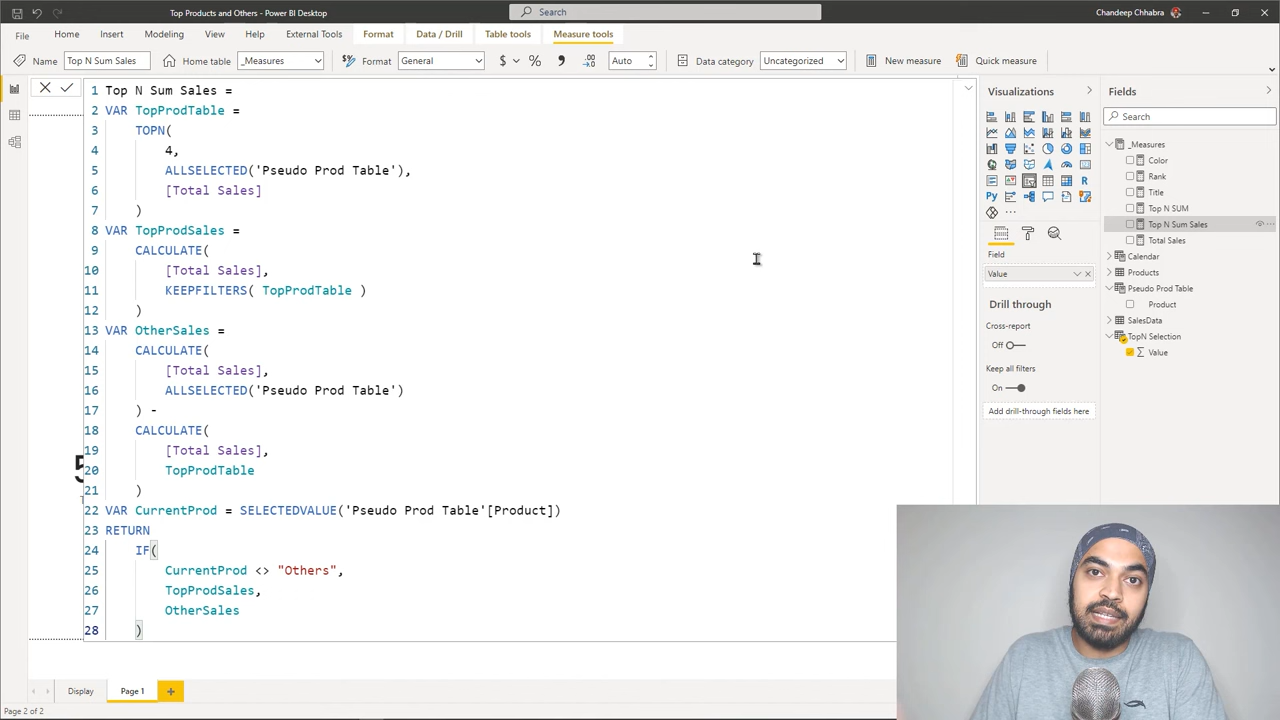 Top Products and Others - Power BI Desktop
Search
Chandeep Chhabra
File
Home
Insert
Modeling
View
Help
External Tools
Format
Data / Drill
Table tools
Measure tools
Name
Top N Sum Sales
Home table
_Measures
Format
General
$
%
Auto
Data category
Uncategorized
New measure
Quick measure
1 Top N Sum Sales =
2 VAR TopProdTable =
3 TOPN(
4 4,
5 ALLSELECTED('Pseudo Prod Table'),
6 [Total Sales]
7 )
8 VAR TopProdSales =
9 CALCULATE(
10 [Total Sales],
11 KEEPFILTERS( TopProdTable )
12 )
13 VAR OtherSales =
14 CALCULATE(
15 [Total Sales],
16 ALLSELECTED('Pseudo Prod Table')
17 ) -
18 CALCULATE(
19 [Total Sales],
20 TopProdTable
21 )
22 VAR CurrentProd = SELECTEDVALUE('Pseudo Prod Table'[Product])
23 RETURN
24 IF(
25 CurrentProd <> "Others",
26 TopProdSales,
27 OtherSales
28 )
Visualizations
R
Py
Field
Value
Drill through
Cross-report
Off
Keep all filters
On
Add drill-through fields here
Fields
Search
_Measures
Color
Rank
Title
Top N SUM
Top N Sum Sales
Total Sales
Calendar
Products
Pseudo Prod Table
Product
SalesData
TopN Selection
Value
Display
Page 1
Page 2 of 2